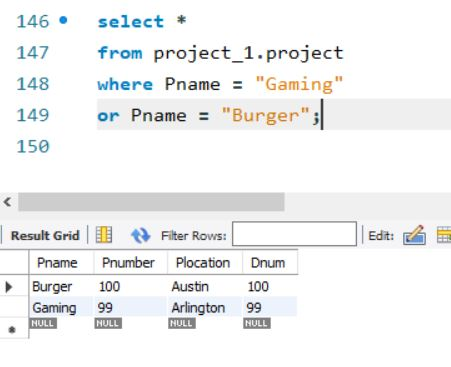 146 select *
147 from project_1.project
148 where Pname = "Gaming"
149 or Pname = "Burger";
150
Result Grid Filter Rows: Edit:
Pname Pnumber Plocation Dnum
Burger 100 Austin 100
Gaming 99 Arlington 99
NULL NULL NULL NULL